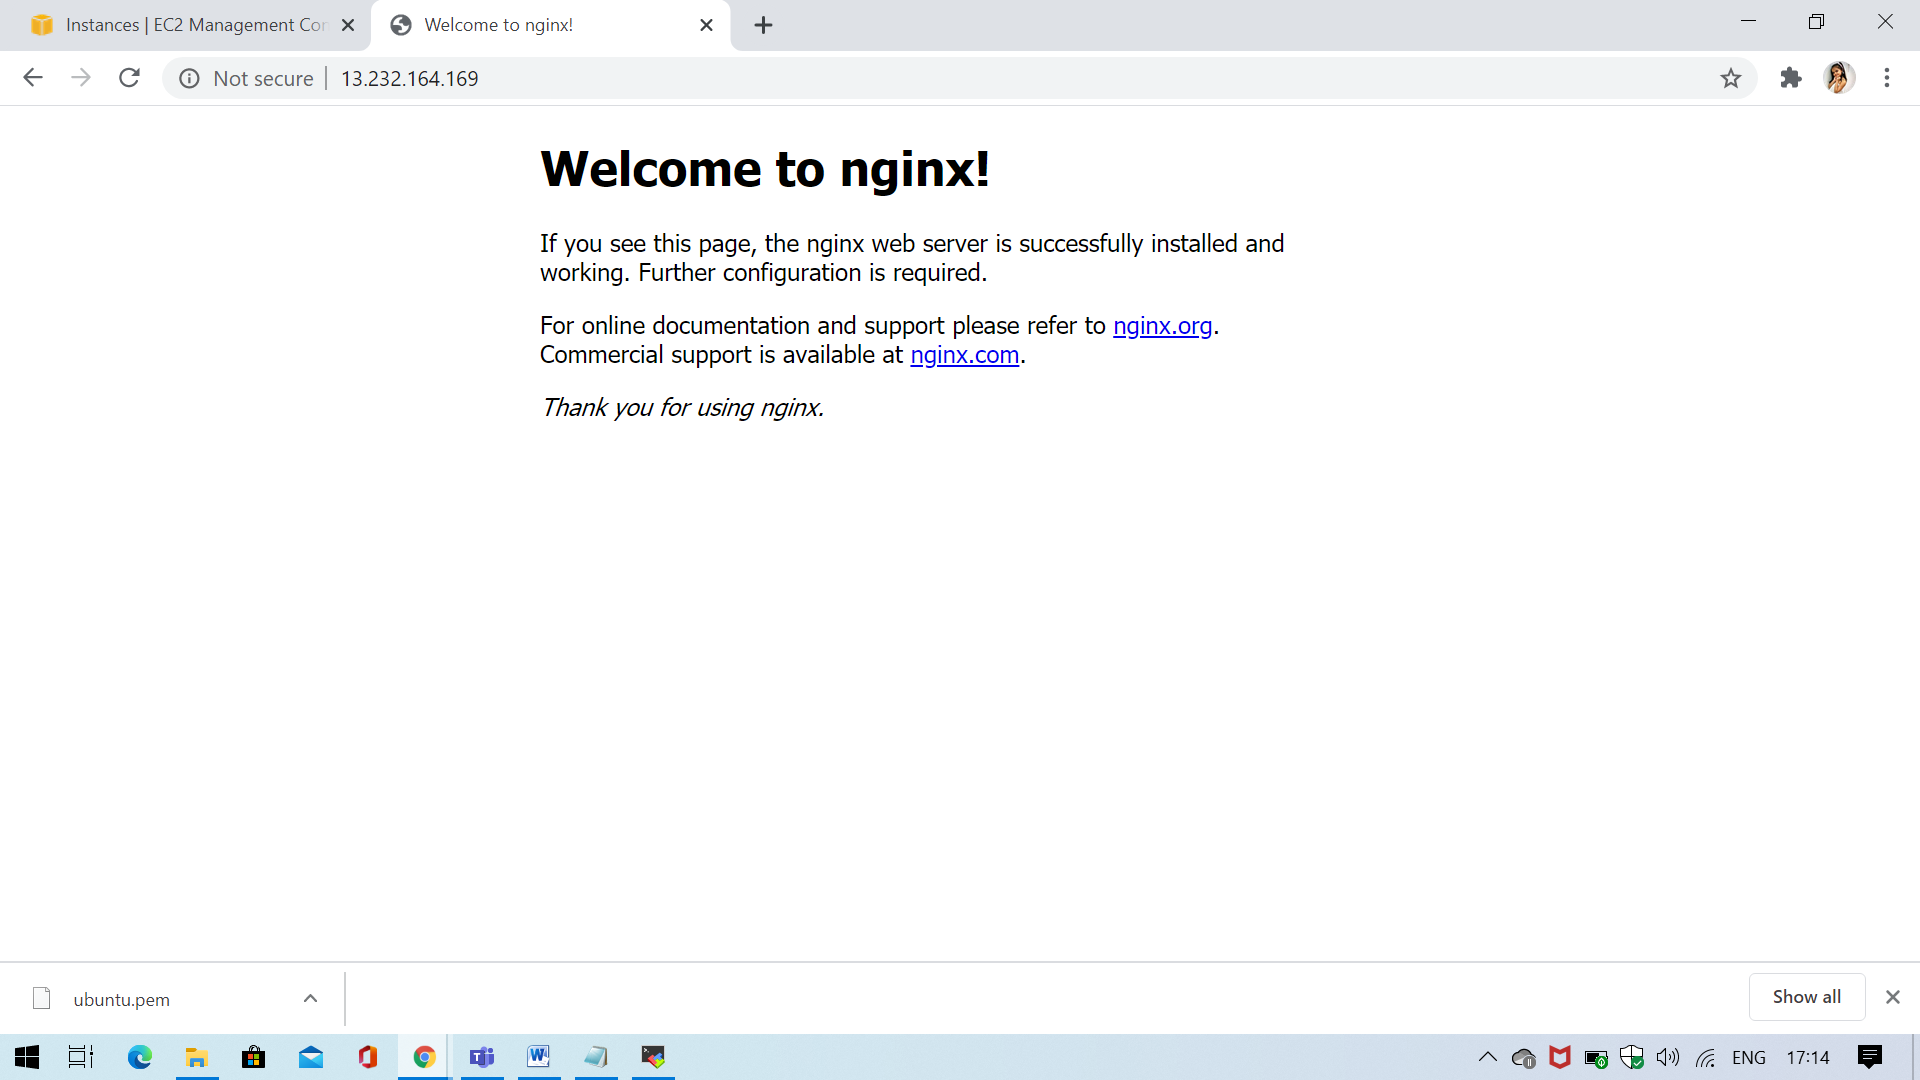 Instances | EC2 Management Con
Welcome to nginx!
Not secure
13.232.164.169
Welcome to nginx!
If you see this page, the nginx web server is successfully installed and
working. Further configuration is required.
For online documentation and support please refer to nginx.org.
Commercial support is available at nginx.com.
Thank you for using nginx.
ubuntu.pem
Show all
ENG
17:14